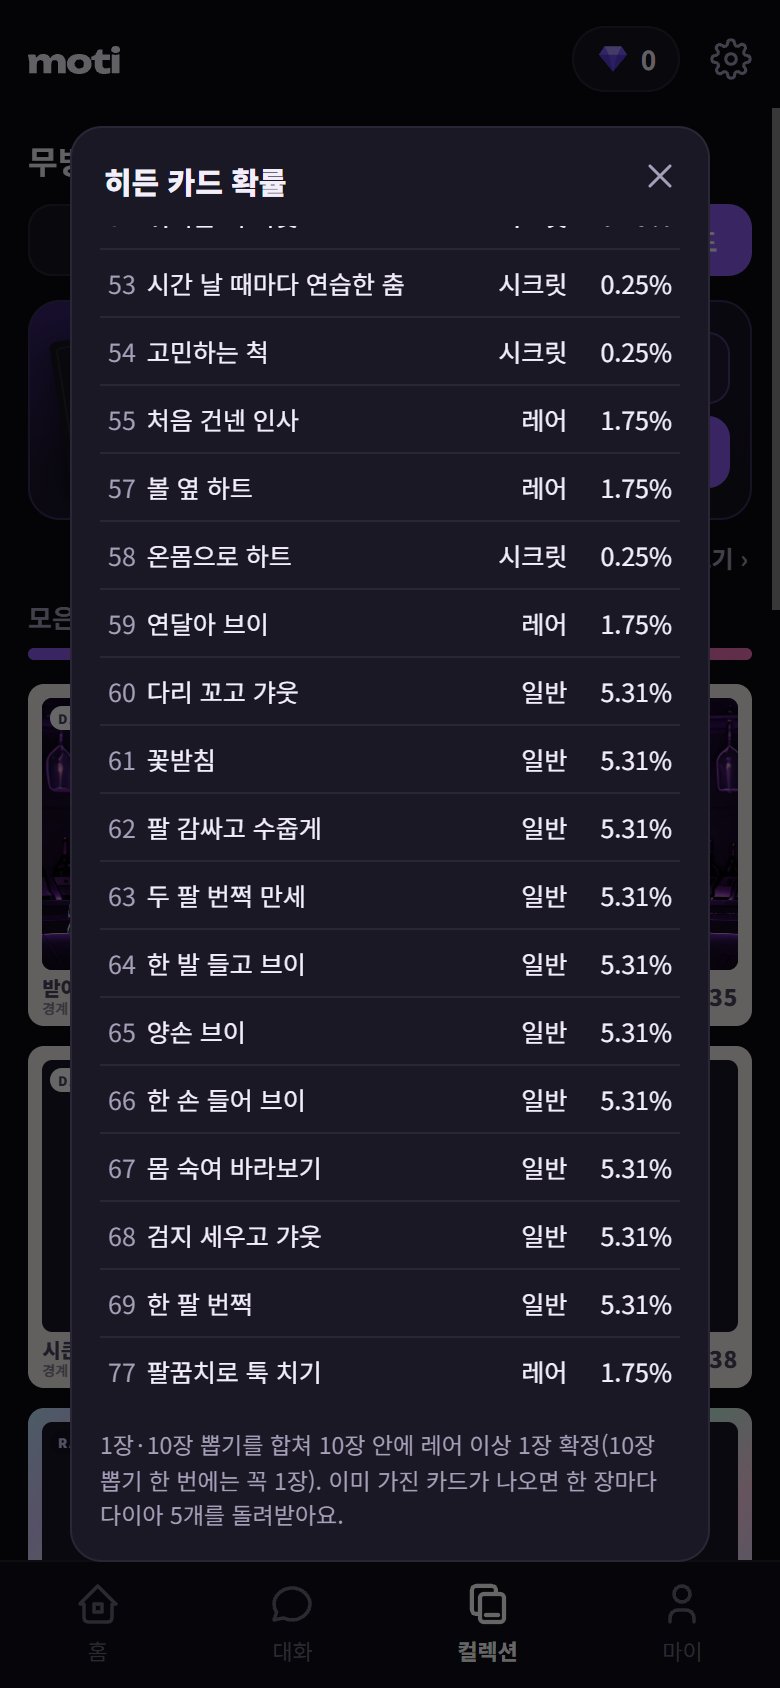 moti
0
히든 카드 확률
53 시간 날 때마다 연습한 춤 시크릿 0.25%
54 고민하는 척 시크릿 0.25%
55 처음 건넨 인사 레어 1.75%
57 볼 옆 하트 레어 1.75%
58 온몸으로 하트 시크릿 0.25%
59 연달아 브이 레어 1.75%
60 다리 꼬고 갸웃 일반 5.31%
61 꽃받침 일반 5.31%
62 팔 감싸고 수줍게 일반 5.31%
63 두 팔 번쩍 만세 일반 5.31%
64 한 발 들고 브이 일반 5.31%
65 양손 브이 일반 5.31%
66 한 손 들어 브이 일반 5.31%
67 몸 숙여 바라보기 일반 5.31%
68 검지 세우고 갸웃 일반 5.31%
69 한 팔 번쩍 일반 5.31%
77 팔꿈치로 툭 치기 레어 1.75%
1장·10장 뽑기를 합쳐 10장 안에 레어 이상 1장 확정(10장
뽑기 한 번에는 꼭 1장). 이미 가진 카드가 나오면 한 장마다
다이아 5개를 돌려받아요.
모은
경계
35
경계
38
홈 대화 컬렉션 마이